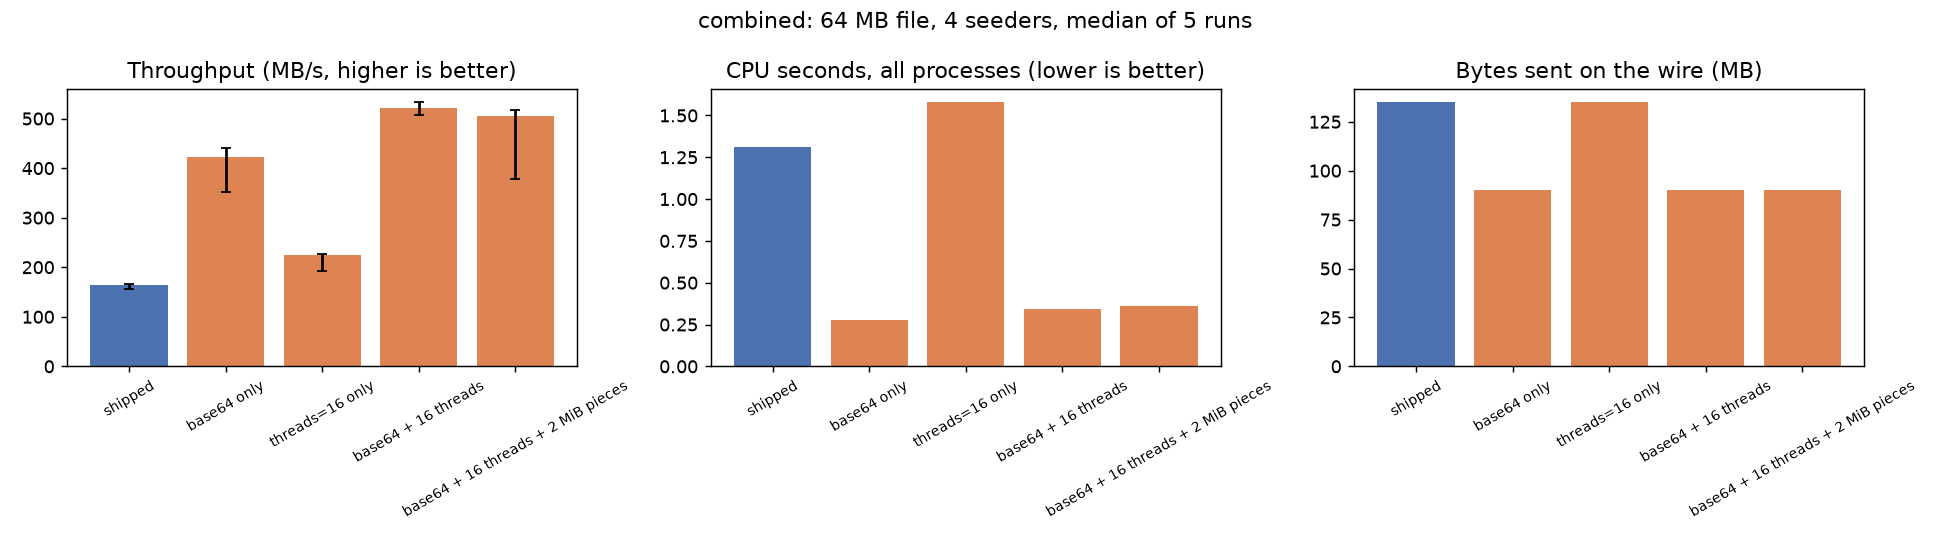 combined: 64 MB file, 4 seeders, median of 5 runs
Throughput (MB/s, higher is better)
500
400
300
200
100
0
shipped
base64 only
threads=16 only
base64 + 16 threads
base64 + 16 threads + 2 MiB pieces
CPU seconds, all processes (lower is better)
1.50
1.25
1.00
0.75
0.50
0.25
0.00
shipped
base64 only
threads=16 only
base64 + 16 threads
base64 + 16 threads + 2 MiB pieces
Bytes sent on the wire (MB)
125
100
75
50
25
0
shipped
base64 only
threads=16 only
base64 + 16 threads
base64 + 16 threads + 2 MiB pieces